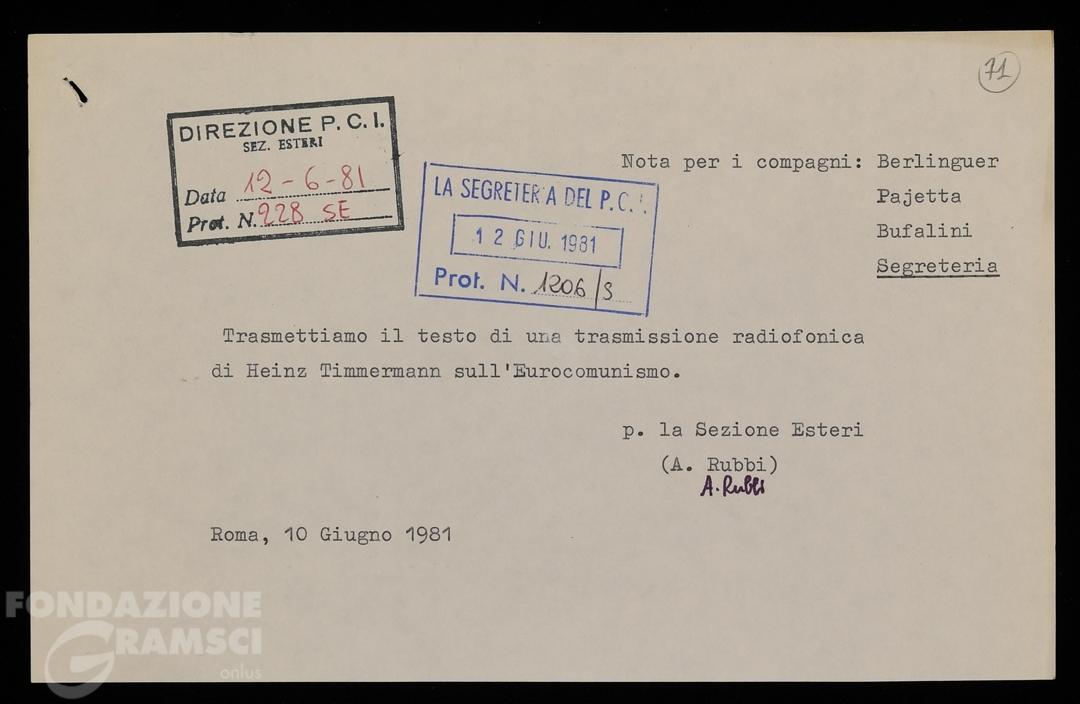 71
DIREZIONE P. C. I.
SEZ. ESTERI
Data 12-6-81
Prot. N. 228 SE
LA SEGRETERIA DEL P.C.I.
12 GIU. 1981
Prot. N. 1206/S
Nota per i compagni: Berlinguer
Pajetta
Bufalini
Segreteria
Trasmettiamo il testo di una trasmissione radiofonica
di Heinz Timmermann sull'Eurocomunismo.
p. la Sezione Esteri
(A. Rubbi)
A. Rubbi
Roma, 10 Giugno 1981
FONDAZIONE
GRAMSCI
onlus